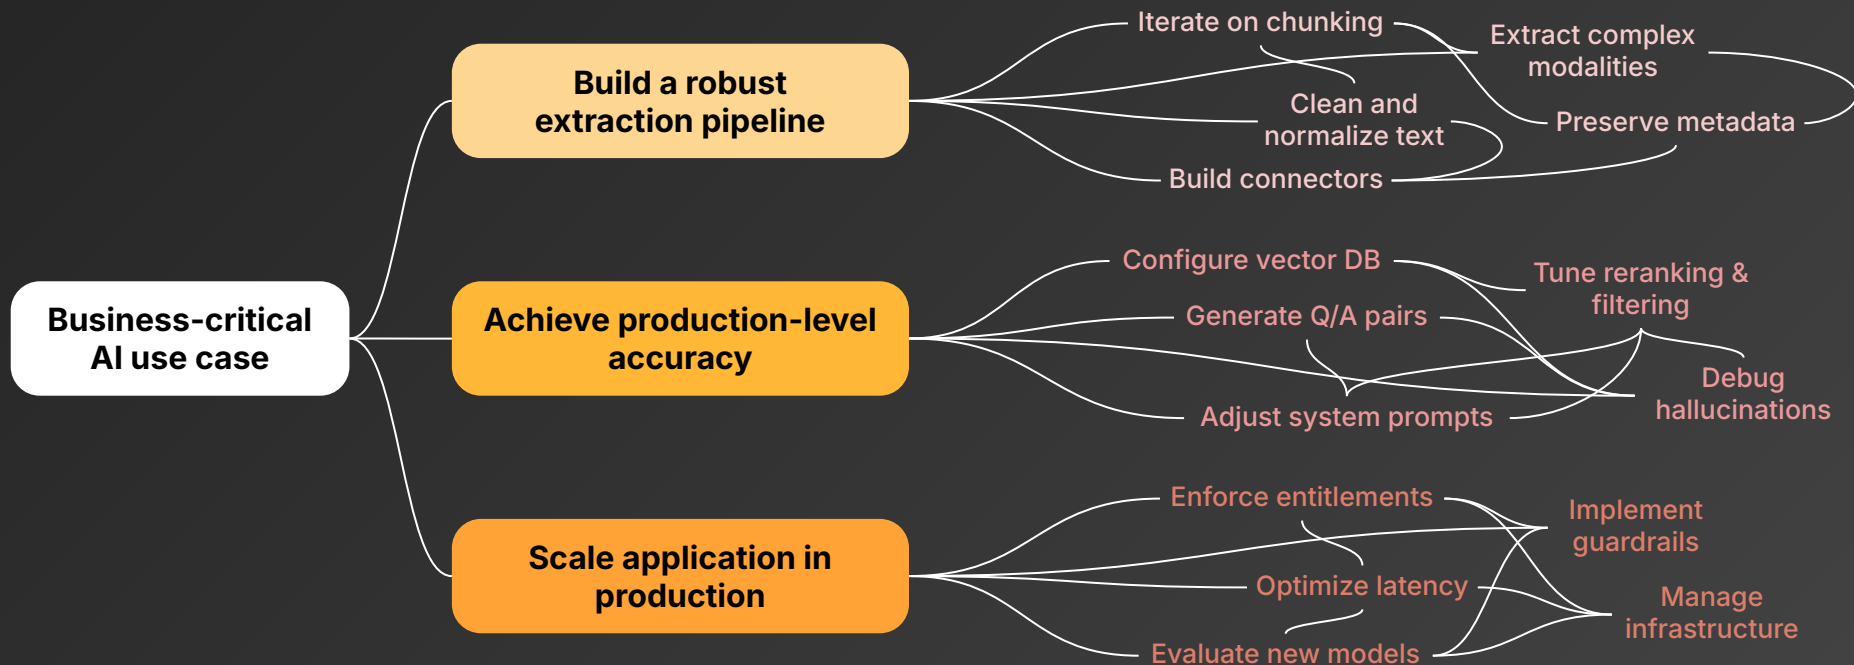 Business-critical
AI use case
Build a robust
extraction pipeline
Iterate on chunking
Extract complex
modalities
Clean and
normalize text
Preserve metadata
Build connectors
Achieve production-level
accuracy
Configure vector DB
Tune reranking &
filtering
Generate Q/A pairs
Debug
hallucinations
Adjust system prompts
Scale application in
production
Enforce entitlements
Implement
guardrails
Optimize latency
Manage
infrastructure
Evaluate new models